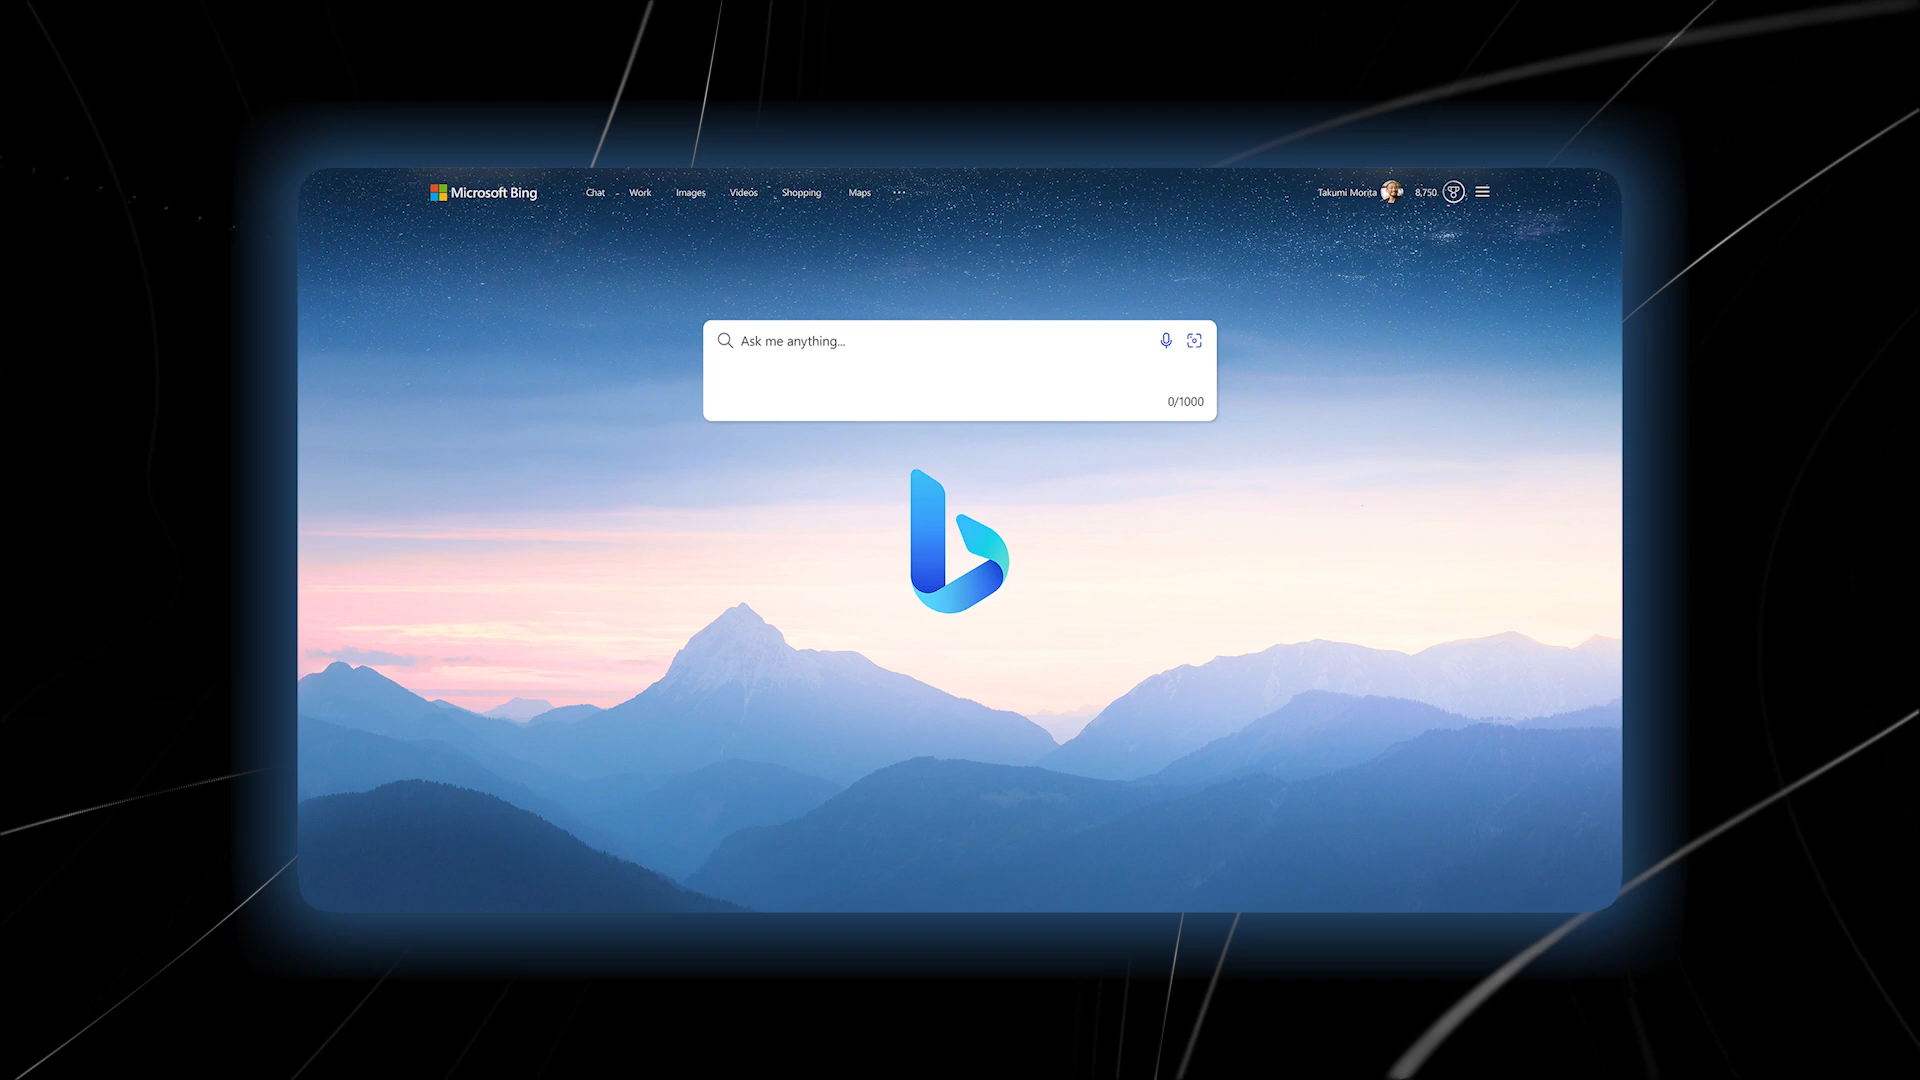 Microsoft Bing Chat Work Images Videos Shopping Maps ... Takumi Morita 8,750
Ask me anything...
0/1000